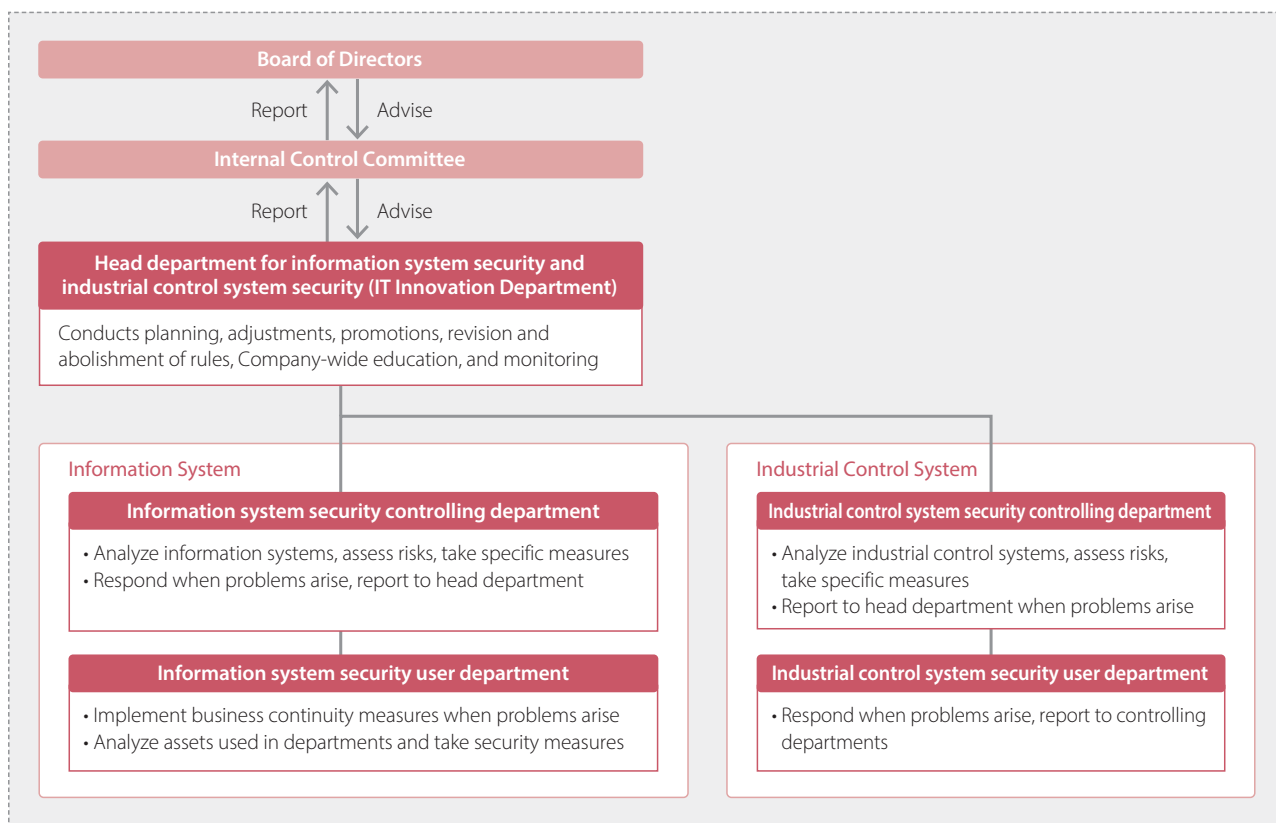 Board of Directors
Report
Advise
Internal Control Committee
Report
Advise
Head department for information system security and
industrial control system security (IT Innovation Department)
Conducts planning, adjustments, promotions, revision and
abolishment of rules, Company-wide education, and monitoring
Information System
Information system security controlling department
• Analyze information systems, assess risks, take specific measures
• Respond when problems arise, report to head department
Information system security user department
• Implement business continuity measures when problems arise
• Analyze assets used in departments and take security measures
Industrial Control System
Industrial control system security controlling department
• Analyze industrial control systems, assess risks,
take specific measures
• Report to head department when problems arise
Industrial control system security user department
• Respond when problems arise, report to controlling
departments